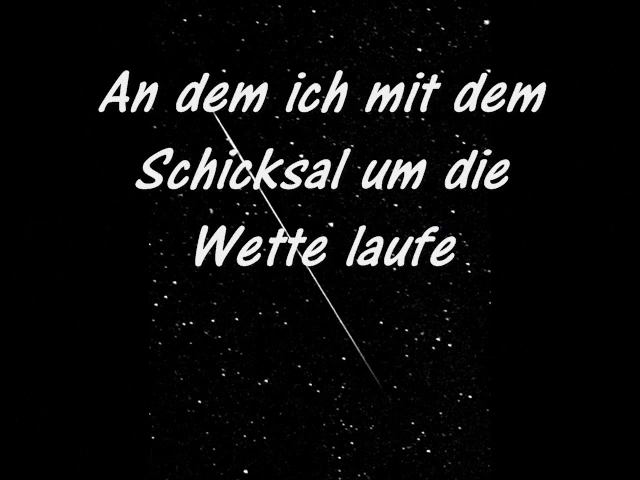 An dem ich mit dem
Schicksal um die
Wette laufe